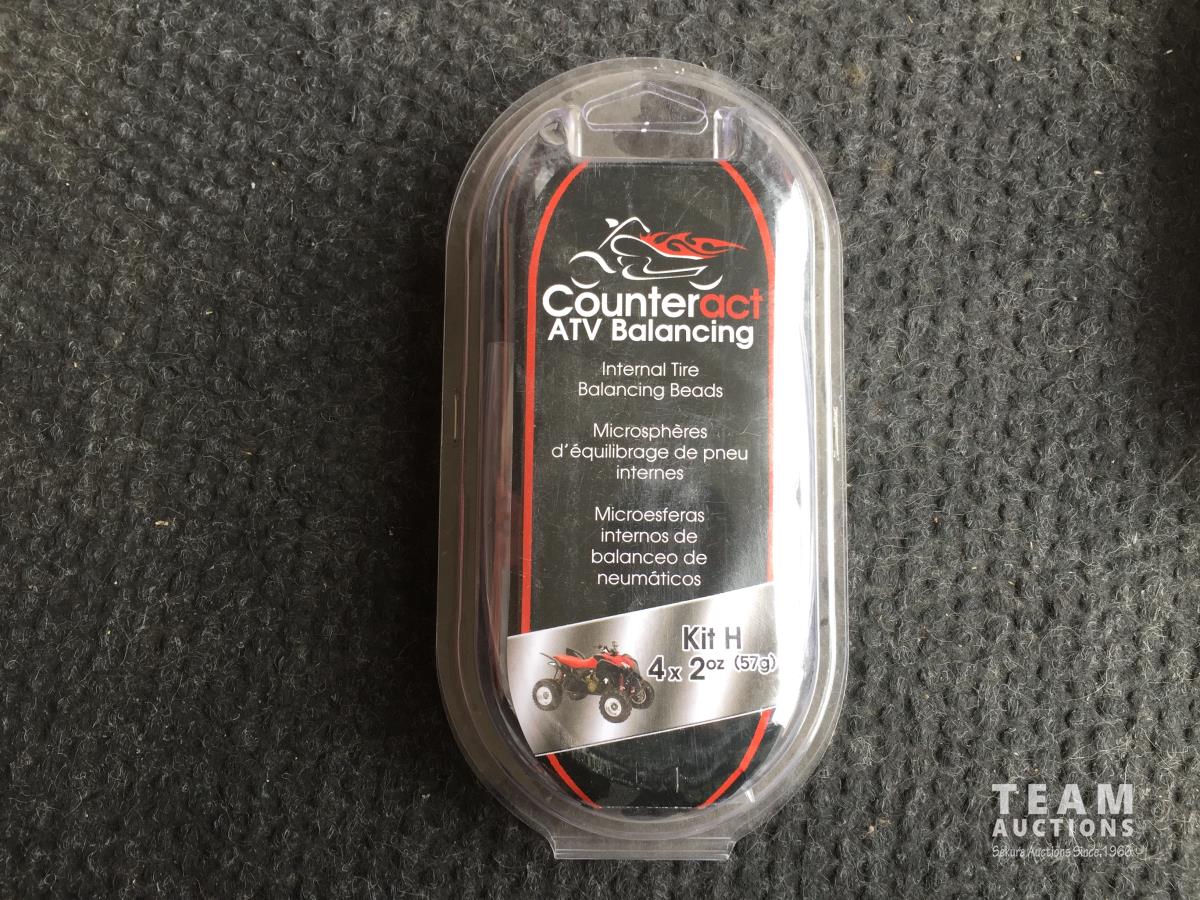 Counteract
ATV Balancing
Internal Tire
Balancing Beads
Microsphères
d'équilibrage de pneu
internes
Microesferas
internos de
balanceo de
neumáticos
Kit H
4 x 2oz (57g)
TEAM
AUCTIONS
Sekura Auctions Since 1966